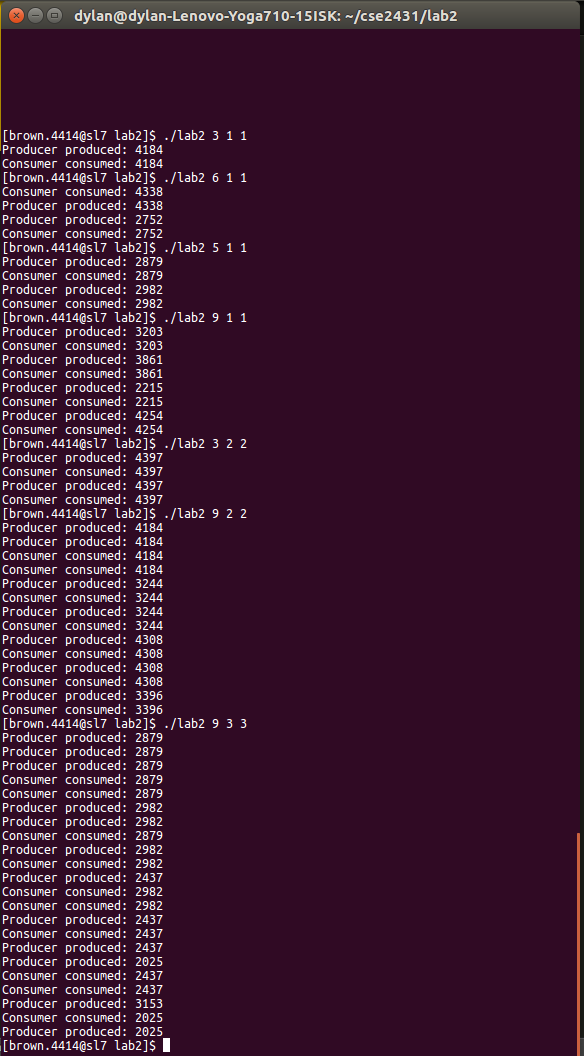 dylan@dylan-Lenovo-Yoga710-15ISK: ~/cse2431/lab2
[brown.4414@sl7 lab2]$ ./lab2 3 1 1
Producer produced: 4184
Consumer consumed: 4184
[brown.4414@sl7 lab2]$ ./lab2 6 1 1
Consumer consumed: 4338
Producer produced: 4338
Producer produced: 2752
Consumer consumed: 2752
[brown.4414@sl7 lab2]$ ./lab2 5 1 1
Producer produced: 2879
Consumer consumed: 2879
Producer produced: 2982
Consumer consumed: 2982
[brown.4414@sl7 lab2]$ ./lab2 9 1 1
Producer produced: 3203
Consumer consumed: 3203
Producer produced: 3861
Consumer consumed: 3861
Producer produced: 2215
Consumer consumed: 2215
Producer produced: 4254
Consumer consumed: 4254
[brown.4414@sl7 lab2]$ ./lab2 3 2 2
Producer produced: 4397
Consumer consumed: 4397
Producer produced: 4397
Consumer consumed: 4397
[brown.4414@sl7 lab2]$ ./lab2 9 2 2
Producer produced: 4184
Producer produced: 4184
Consumer consumed: 4184
Consumer consumed: 4184
Producer produced: 3244
Consumer consumed: 3244
Producer produced: 3244
Consumer consumed: 3244
Producer produced: 4308
Consumer consumed: 4308
Producer produced: 4308
Consumer consumed: 4308
Producer produced: 3396
Consumer consumed: 3396
[brown.4414@sl7 lab2]$ ./lab2 9 3 3
Producer produced: 2879
Producer produced: 2879
Consumer consumed: 2879
Producer produced: 2879
Consumer consumed: 2879
Producer produced: 2982
Producer produced: 2982
Consumer consumed: 2879
Producer produced: 2982
Consumer consumed: 2982
Producer produced: 2437
Consumer consumed: 2982
Consumer consumed: 2982
Producer produced: 2437
Consumer consumed: 2437
Producer produced: 2437
Producer produced: 2025
Consumer consumed: 2437
Consumer consumed: 2437
Producer produced: 3153
Consumer consumed: 2025
Producer produced: 2025
[brown.4414@sl7 lab2]$